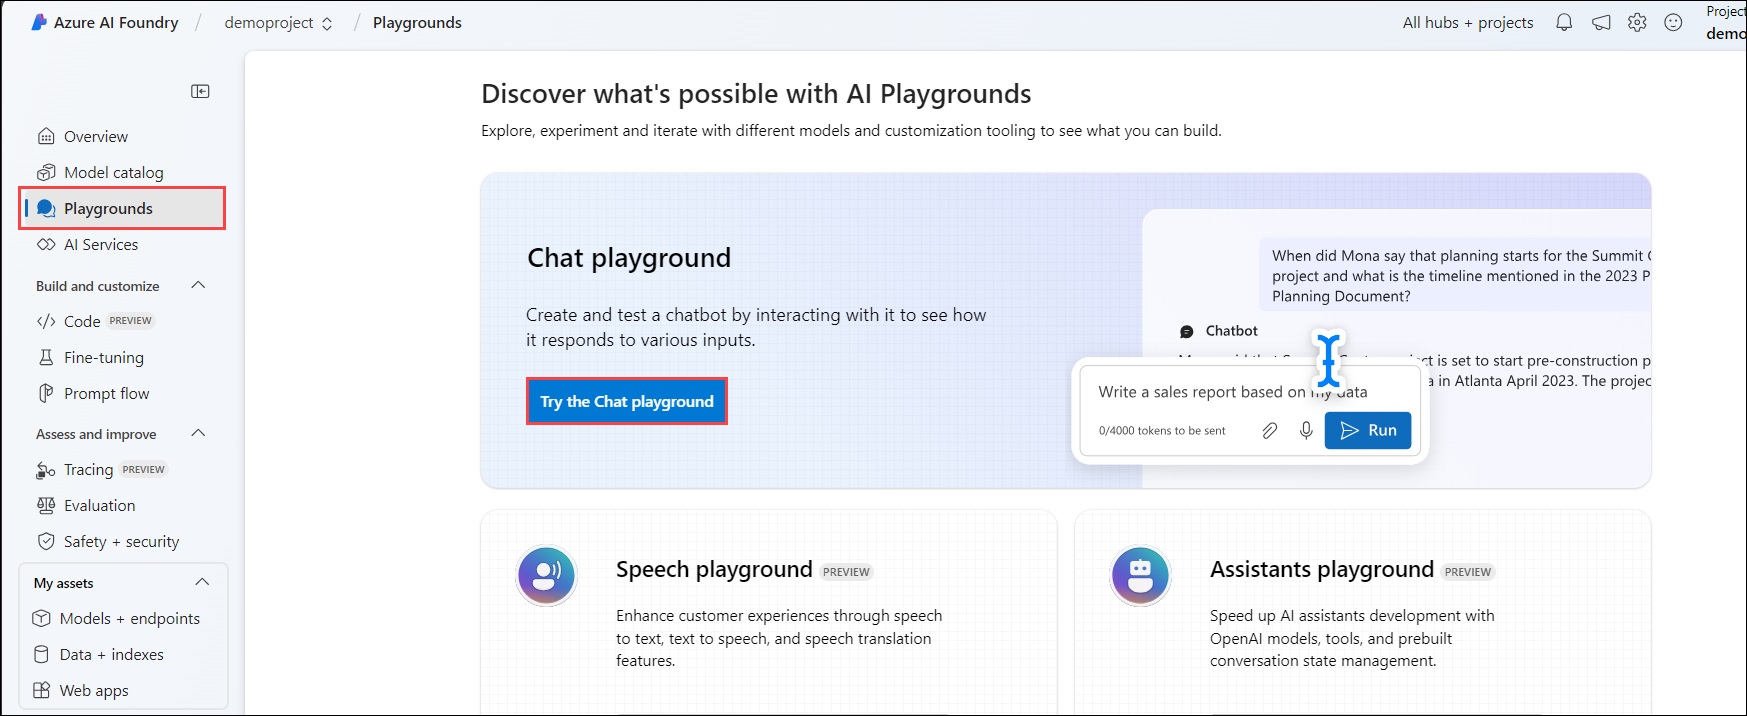 Azure AI Foundry / demoproject / Playgrounds
All hubs + projects
Project
demo
Overview
Model catalog
Playgrounds
AI Services
Build and customize
Code PREVIEW
Fine-tuning
Prompt flow
Assess and improve
Tracing PREVIEW
Evaluation
Safety + security
My assets
Models + endpoints
Data + indexes
Web apps
Discover what's possible with AI Playgrounds
Explore, experiment and iterate with different models and customization tooling to see what you can build.
Chat playground
Create and test a chatbot by interacting with it to see how
it responds to various inputs.
Try the Chat playground
When did Mona say that planning starts for the Summit
project and what is the timeline mentioned in the 2023 P
Planning Document?
Chatbot
is set to start pre-construction p
in Atlanta April 2023. The projec
Write a sales report based on my data
0/4000 tokens to be sent
Run
Speech playground PREVIEW
Enhance customer experiences through speech
to text, text to speech, and speech translation
features.
Assistants playground PREVIEW
Speed up AI assistants development with
OpenAI models, tools, and prebuilt
conversation state management.